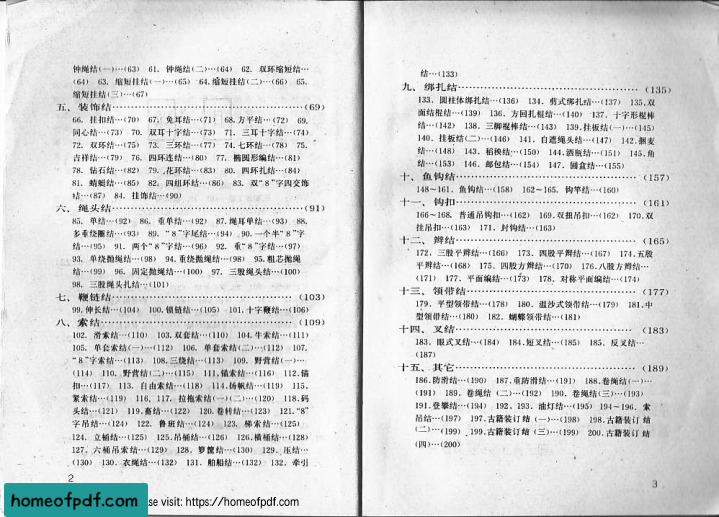 钟绳结(一)…(63) 61. 钟绳结(二)…(64) 62. 双环缩短结…
(64) 63. 缩短挂结(一)…(65) 64.缩短挂结(二)…(66) 65.
缩短挂结(三)…(67)
五、装饰结……(69)
66. 挂扣结…(70) 67. 兔耳结…(71) 68.方平结…(72) 69.
同心结…(73) 70. 双耳十字结…(73) 71. 三耳十字结…(74)
72. 双环结…(75) 73. 三环结…(77) 74.七环结…(78) 75.
吉祥结…(79) 76. 四环连结…(80) 77. 椭圆形编结…(81)
78. 钻石结…(82) 79. 花环结…(83) 80. 四环扎结…(84)
81. 蜻蜓结…(85) 82. 四组环结…(86) 83. 双“8”字四交饰
结…(87) 84. 挂饰结…(90)
六、绳头结……(91)
85. 单结…(92) 86. 重单结…(92) 87. 绳耳单结…(93) 88.
多重绕圈结…(93) 89. “8”字尾结…(94) 90. 一个半“8”字
结…(95) 91. 两个“8”字结…(96) 92. 重“8”字结…(97)
93. 单绕抛绳结…(98) 94.重绕抛绳结…(98) 95.粗芯抛绳
结…(99) 96. 固定抛绳结…(100) 97. 三股绳头结…(100)
98. 三股绳头扎结…(101)
七、鞭链结……(103)
99.伸长结…(104) 100.锁链结…(105) 101.十字鞭结…(106)
八、索结……(109)
102. 滑索结…(110) 103.双套结…(110) 104.牛索结…(111)
105. 单套索结(一)…(112) 106. 单套索结(二)…(112) 107.
“8”字索结…(113) 108.三绕结…(113) 109. 野营结(一)…
(114) 110. 野营结(二)…(115) 111.锚索结…(116) 112.锚
扣…(117) 113. 自由索结…(118) 114.扬帆结…(119) 115.
紧索结…(119) 116、117. 拉拖索结(一)(二)…(120) 118.码
头结…(121) 119. 结…(122) 120.卷转结…(123) 121.“8”
字吊结…(124) 122. 鲁班结…(124) 123. 梯索结…(125)
124. 立桶结…(125) 125.吊桶结…(126) 126.横桶结…(128)
127. 六桶吊索结…(129) 128. 箩筐结…(130) 129.压结…
(130) 130. 衣绳结…(132) 131. 船船结…(132) 132. 牵引
2
结…(133)
九、绑扎结……(135)
133. 圆柱体绑扎结…(136) 134. 剪式绑扎结…(137) 135.双
面结棍结…(139) 136. 方回扎棍结…(140) 137. 十字形棍棒
结…(142) 138. 三脚棍棒结…(143) 139.挂板结(一)…(145)
140. 挂板结(二)…(146) 141. 自遮绳头结…(147) 142.捆麦
结…(148) 143. 稻秧结…(150) 144.酒瓶结…(151) 145.角
结…(153) 146. 邮包结…(154) 147. 圆盒结…(155)
十、鱼钩结……(157)
148~161. 鱼钩结…(158) 162~165. 钩竿结…(160)
十一、钩扣……(161)
166~168. 普通吊钩扣…(162) 169.双扭吊扣…(162) 170.双
挂吊扣…(163) 171. 封钩结…(163)
十二、辫结……(165)
172. 三股平辫结…(166) 173. 四股平辫结…(167) 174.五股
平辫结…(168) 175. 四股方辫结…(170) 176.八股方辫结…
(171) 177. 平面编结…(173) 178. 对称平面编结…(174)
十三、领带结……(177)
179. 平型领带结…(178) 180. 温沙式领带结…(179) 181.中
型领带结…(180) 182. 蝴蝶领带结…(181)
十四、叉结……(183)
183. 眼式叉结…(184) 184.短叉结…(185) 185. 反叉结…
(187)
十五、其它……(189)
186.防滑结…(190) 187.重防滑结…(191) 188.卷绳结(一)…
(191) 189. 卷绳结(二)…(192) 190. 卷绳结(三)…(193)
191.登攀结…(194) 192、193. 油灯结…(195) 194~196. 索
吊结…(197) 197.古籍装订结(一)…(198) 198.古籍装订结
(二)…(199) 199.古籍装订结(三)…(199) 200.古籍装订结
(四)…(200)
3
homeofpdf.com
se visit: https://homeofpdf.com